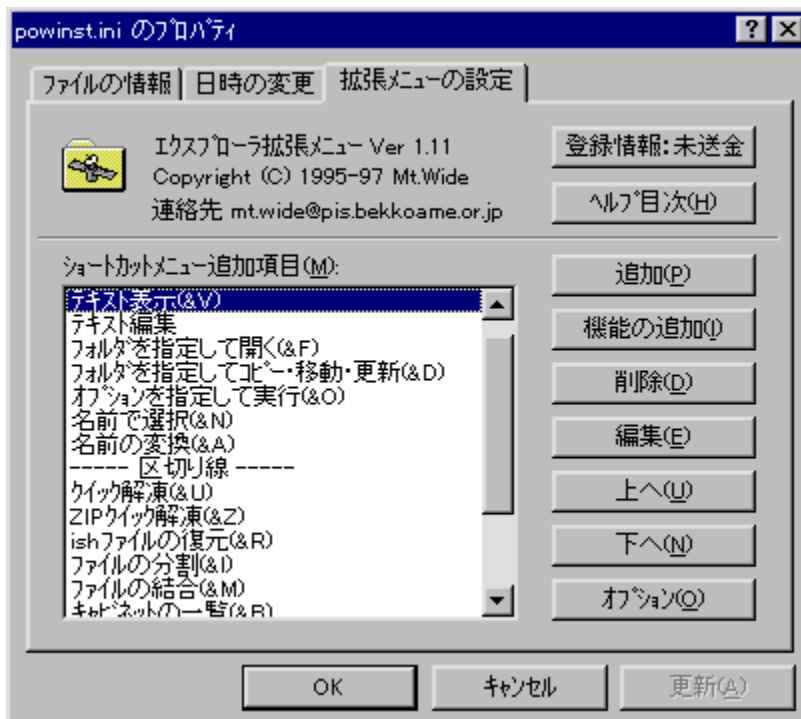 powinst.ini のﾌﾟﾛﾊﾟﾃｨ
ﾌｧｲﾙの情報
日時の変更
拡張ﾒﾆｭｰの設定
ｴｸｽﾌﾟﾛｰﾗ拡張ﾒﾆｭｰ Ver 1.11
Copyright (C) 1995-97 Mt.Wide
連絡先 mt.wide@pis.bekkoame.or.jp
登録情報:未送金
ﾍﾙﾌﾟ目次(H)
ｼｮｰﾄｶｯﾄﾒﾆｭｰ追加項目(M):
ﾃｷｽﾄ表示(&V)
ﾃｷｽﾄ編集
ﾌｫﾙﾀﾞを指定して開く(&F)
ﾌｫﾙﾀﾞを指定してｺﾋﾟｰ･移動･更新(&D)
ｵﾌﾟｼｮﾝを指定して実行(&O)
名前で選択(&N)
名前の変換(&A)
----- 区切り線 -----
ｸｲｯｸ解凍(&U)
ZIPｸｲｯｸ解凍(&Z)
ishﾌｧｲﾙの復元(&R)
ﾌｧｲﾙの分割(&I)
ﾌｧｲﾙの結合(&M)
ｷｬﾋﾞﾈｯﾄの一覧(&B)
追加(P)
機能の追加(I)
削除(D)
編集(E)
上へ(U)
下へ(N)
ｵﾌﾟｼｮﾝ(O)
OK
ｷｬﾝｾﾙ
更新(A)